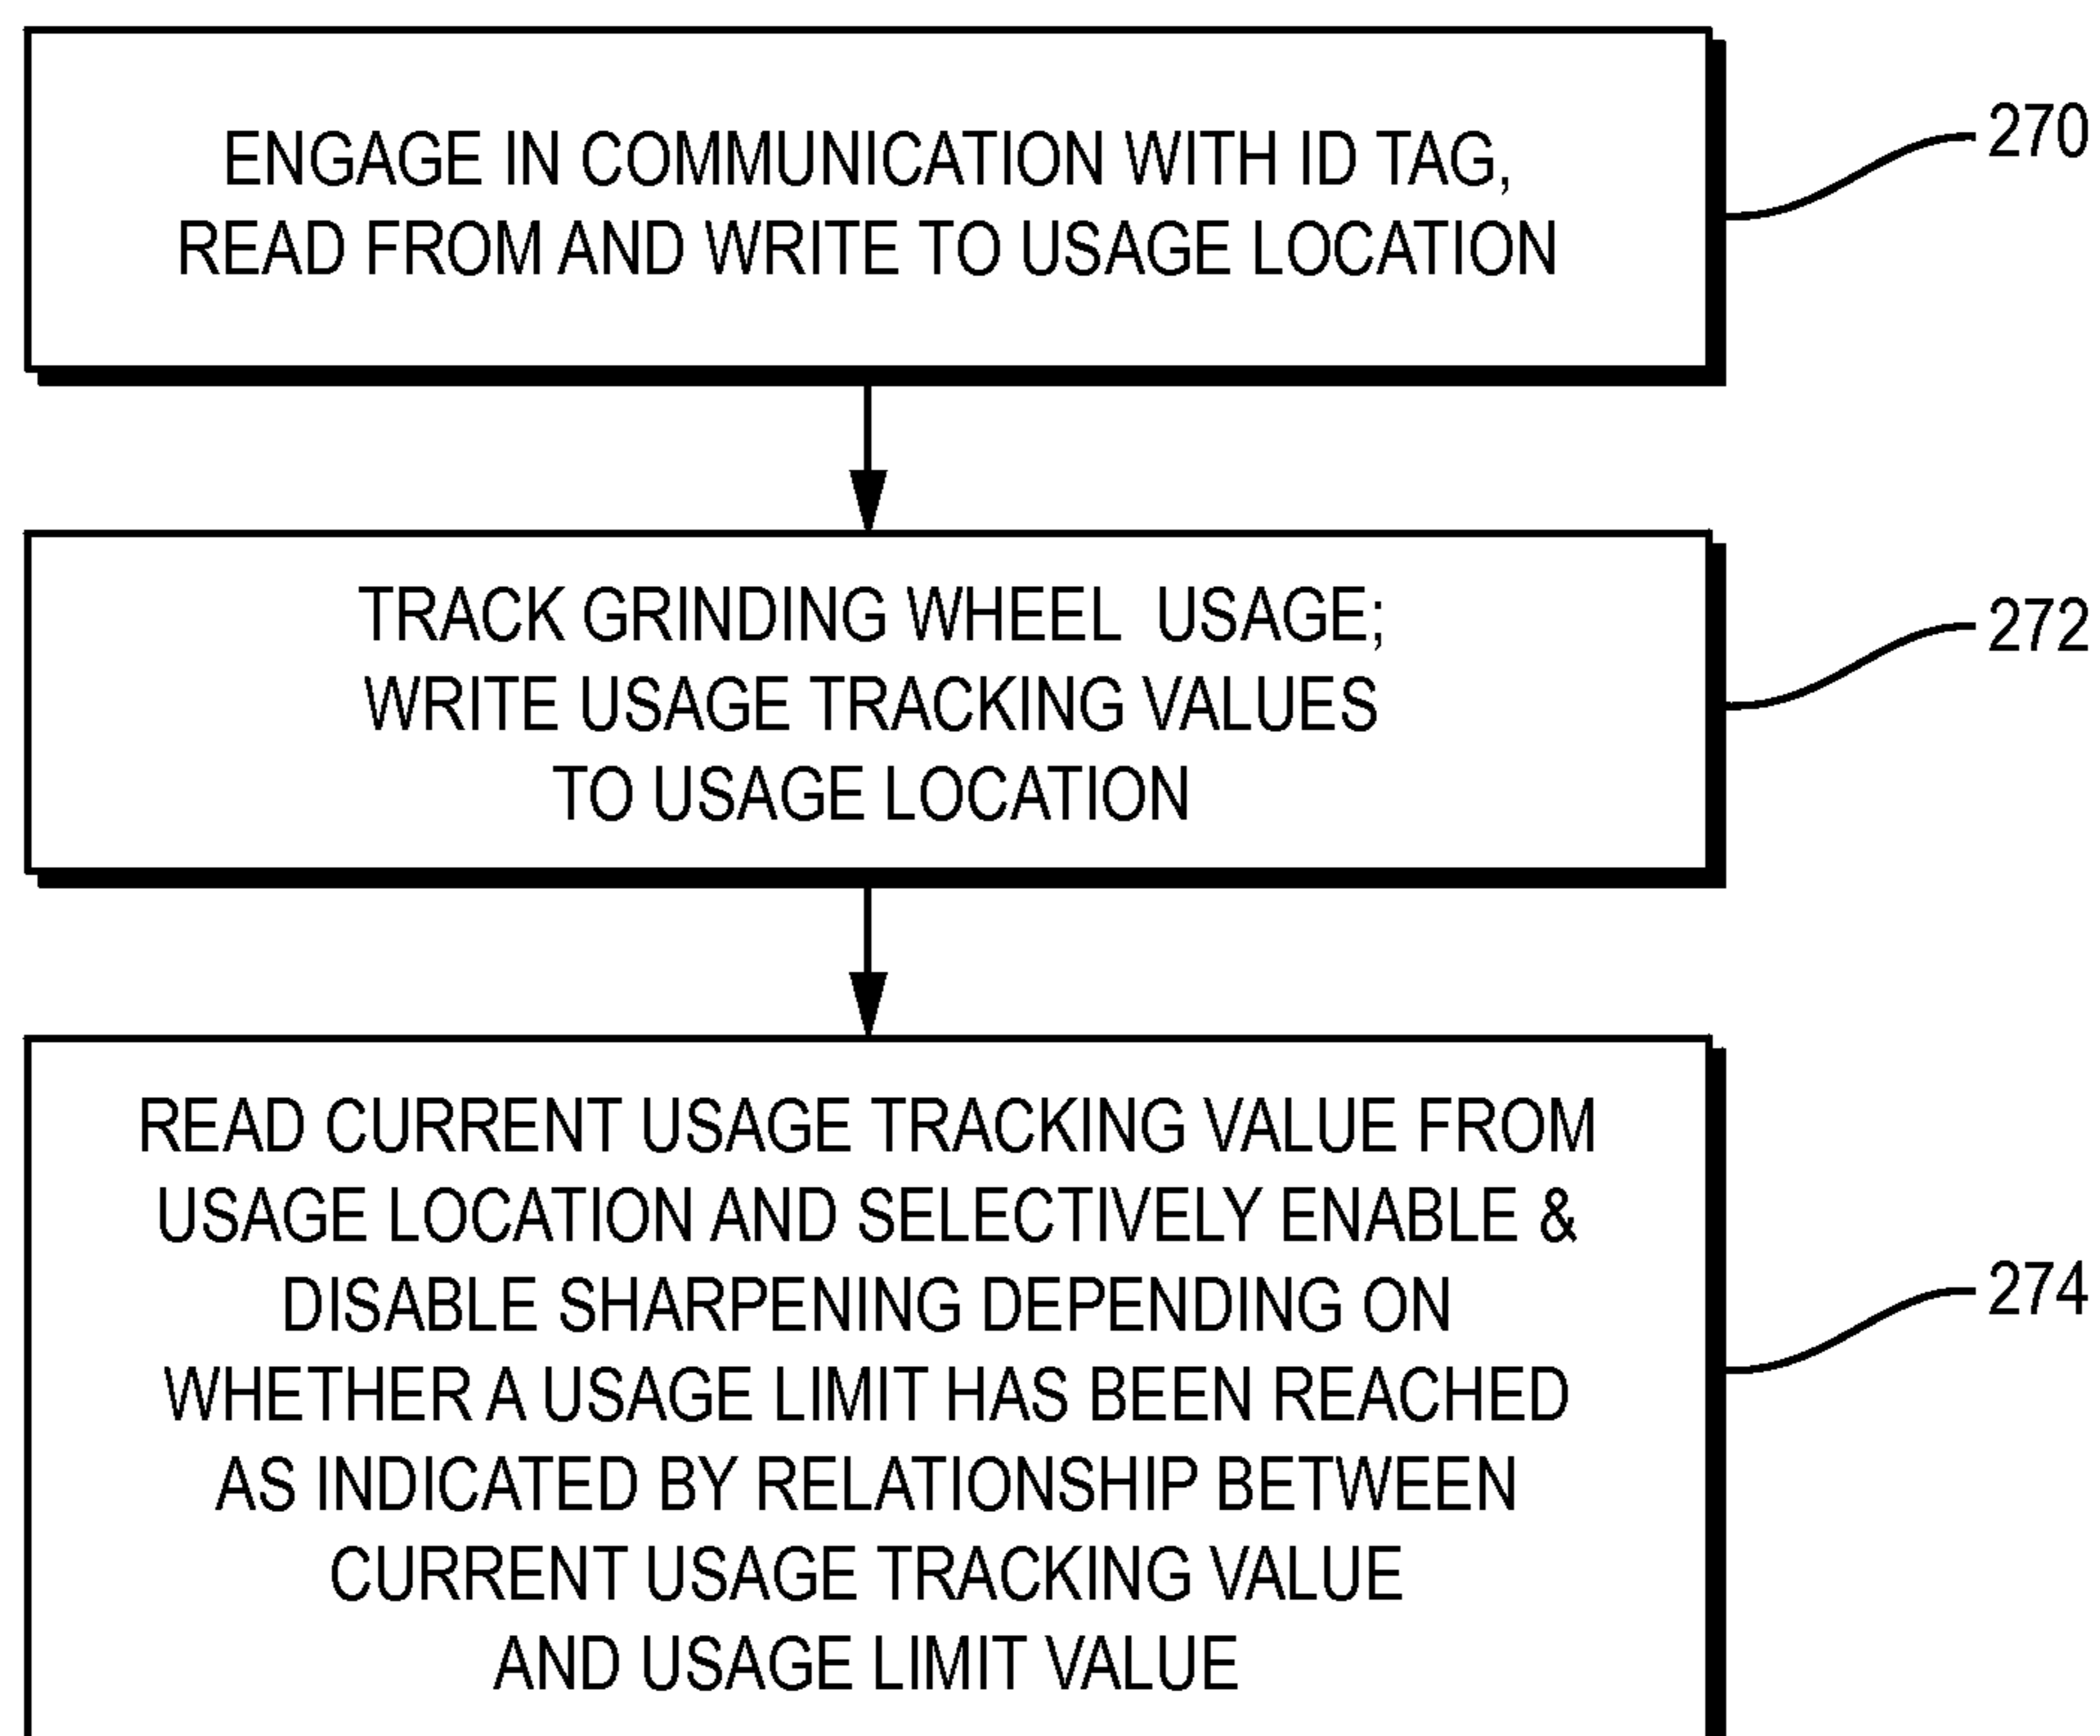 ENGAGE IN COMMUNICATION WITH ID TAG,
READ FROM AND WRITE TO USAGE LOCATION
270
TRACK GRINDING WHEEL USAGE;
WRITE USAGE TRACKING VALUES
TO USAGE LOCATION
272
READ CURRENT USAGE TRACKING VALUE FROM
USAGE LOCATION AND SELECTIVELY ENABLE &
DISABLE SHARPENING DEPENDING ON
WHETHER A USAGE LIMIT HAS BEEN REACHED
AS INDICATED BY RELATIONSHIP BETWEEN
CURRENT USAGE TRACKING VALUE
AND USAGE LIMIT VALUE
274